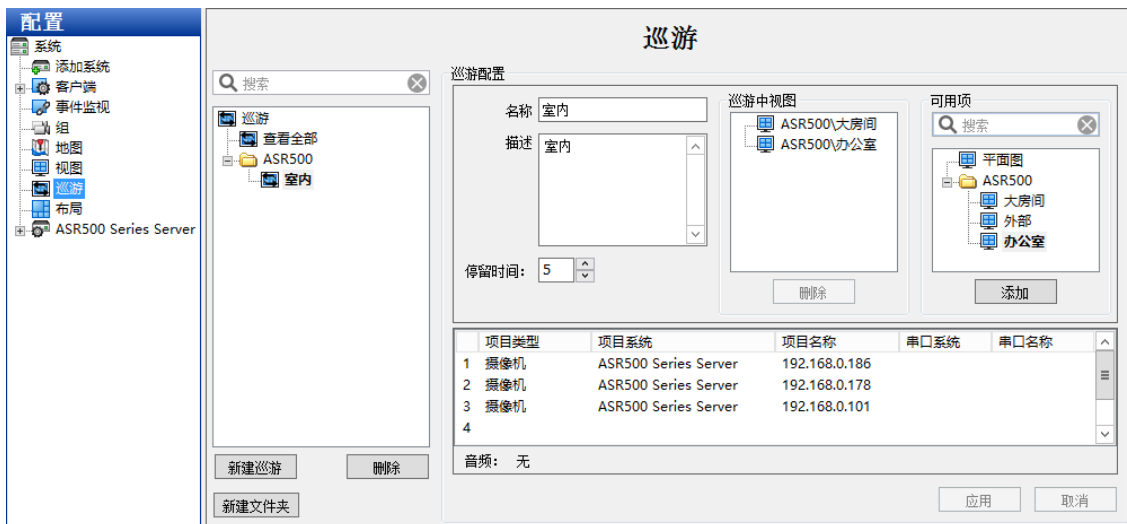 配置
系统
添加系统
客户端
事件监视
组
地图
视图
巡游
布局
ASR500 Series Server
巡游
搜索
巡游
查看全部
ASR500
室内
新建巡游
删除
新建文件夹
巡游配置
名称 室内
描述 室内
停留时间: 5
巡游中视图
ASR500\大房间
ASR500\办公室
删除
可用项
搜索
平面图
ASR500
大房间
外部
办公室
添加
项目类型 项目系统 项目名称 串口系统 串口名称
1 摄像机 ASR500 Series Server 192.168.0.186
2 摄像机 ASR500 Series Server 192.168.0.178
3 摄像机 ASR500 Series Server 192.168.0.101
4
音频: 无
应用 取消